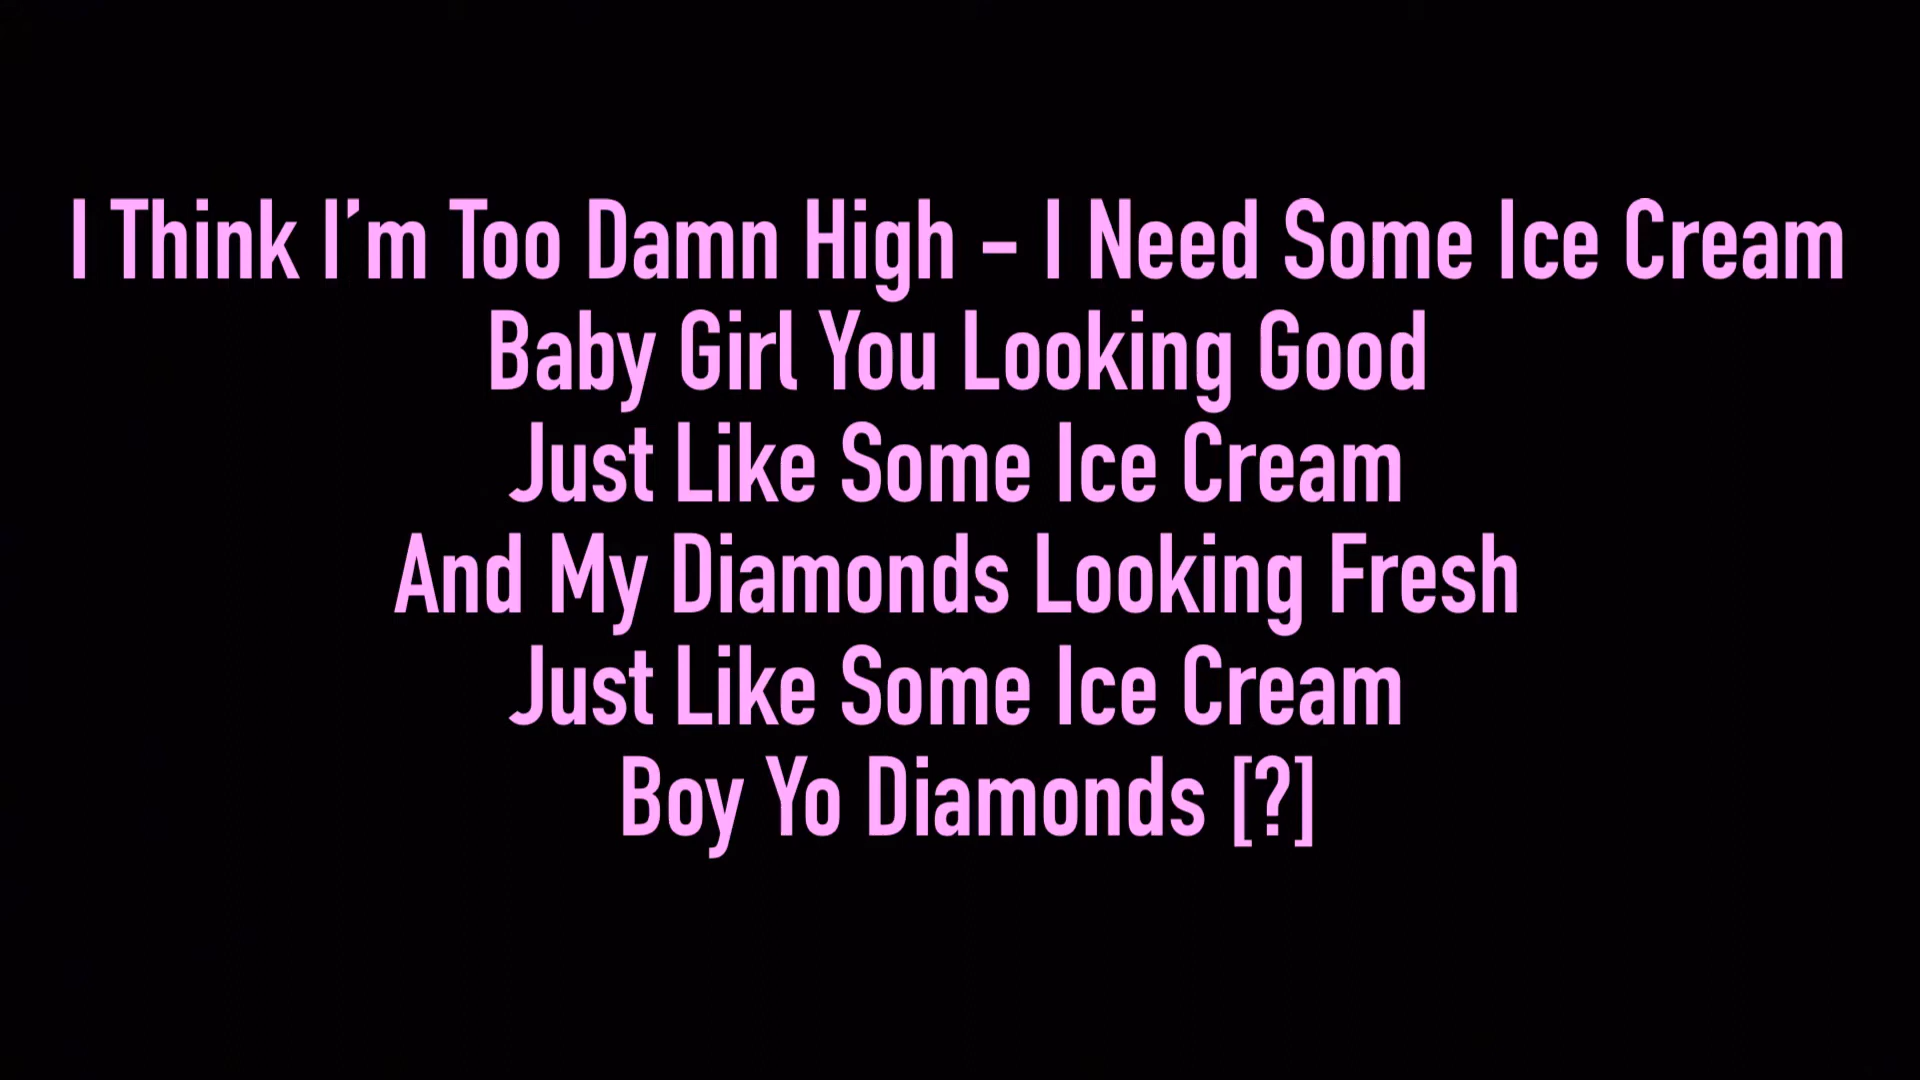 I Think I’m Too Damn High – I Need Some Ice Cream
Baby Girl You Looking Good
Just Like Some Ice Cream
And My Diamonds Looking Fresh
Just Like Some Ice Cream
Boy Yo Diamonds [?]